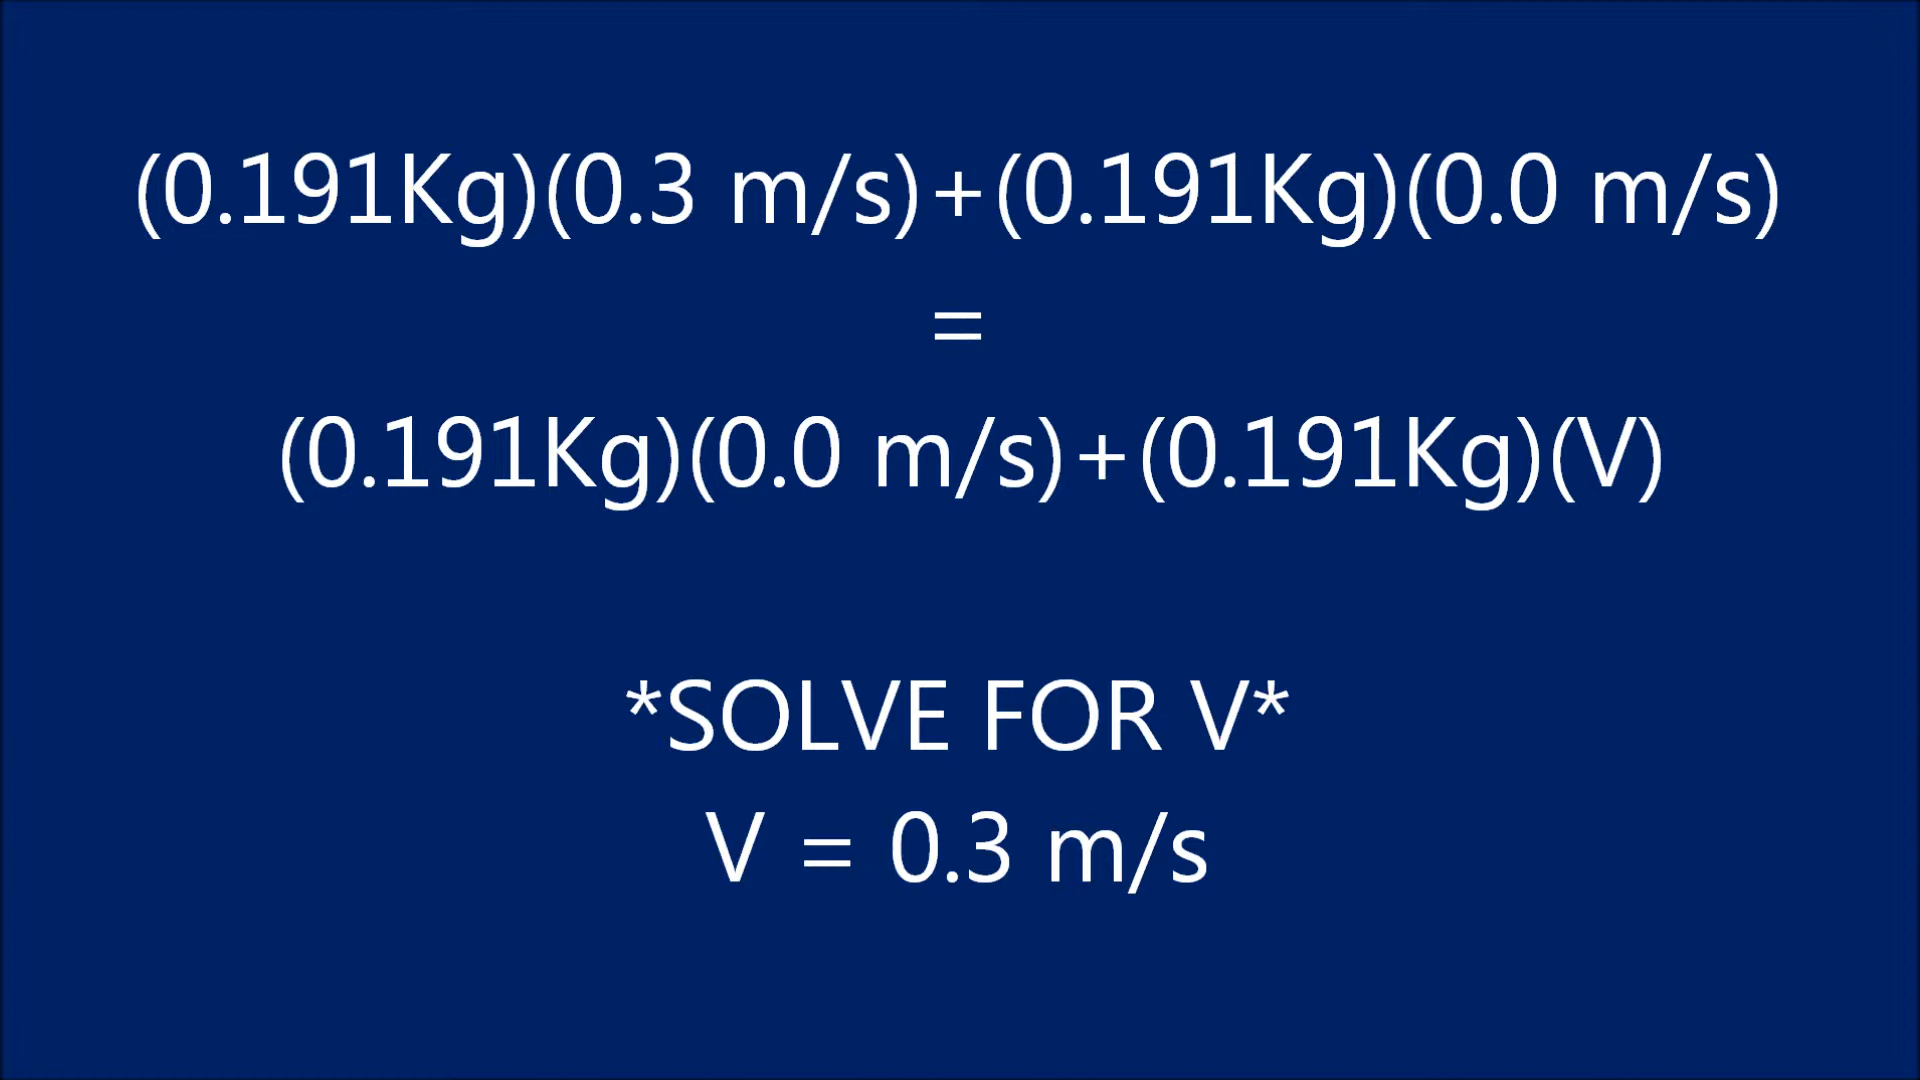 (0.191Kg)(0.3 m/s)+(0.191Kg)(0.0 m/s)
=
(0.191Kg)(0.0 m/s)+(0.191Kg)(V)
*SOLVE FOR V*
V = 0.3 m/s